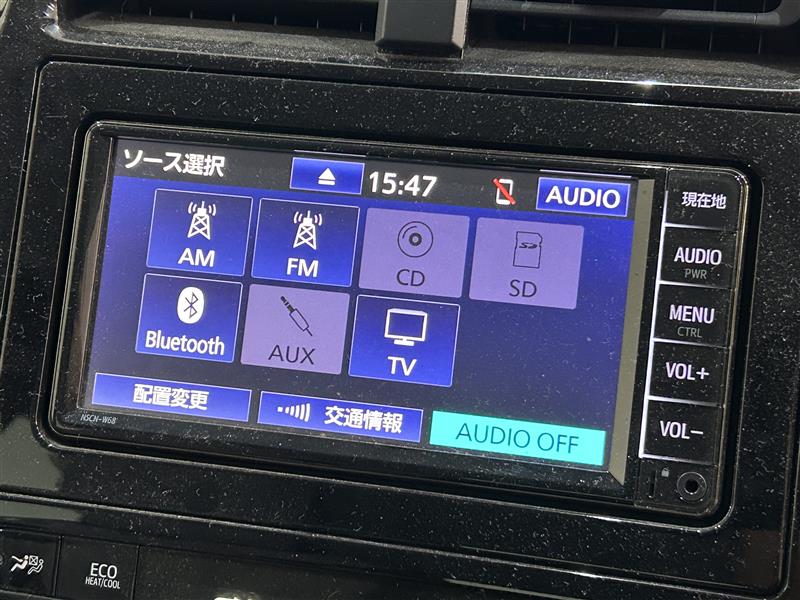 ソース選択
15:47
AUDIO
AM
FM
CD
SD
SD
Bluetooth
AUX
TV
配置変更
交通情報
AUDIO OFF
NSCN-W68
現在地
AUDIO
PWR
MENU
CTRL
VOL+
VOL-
ECO
HEAT/COOL